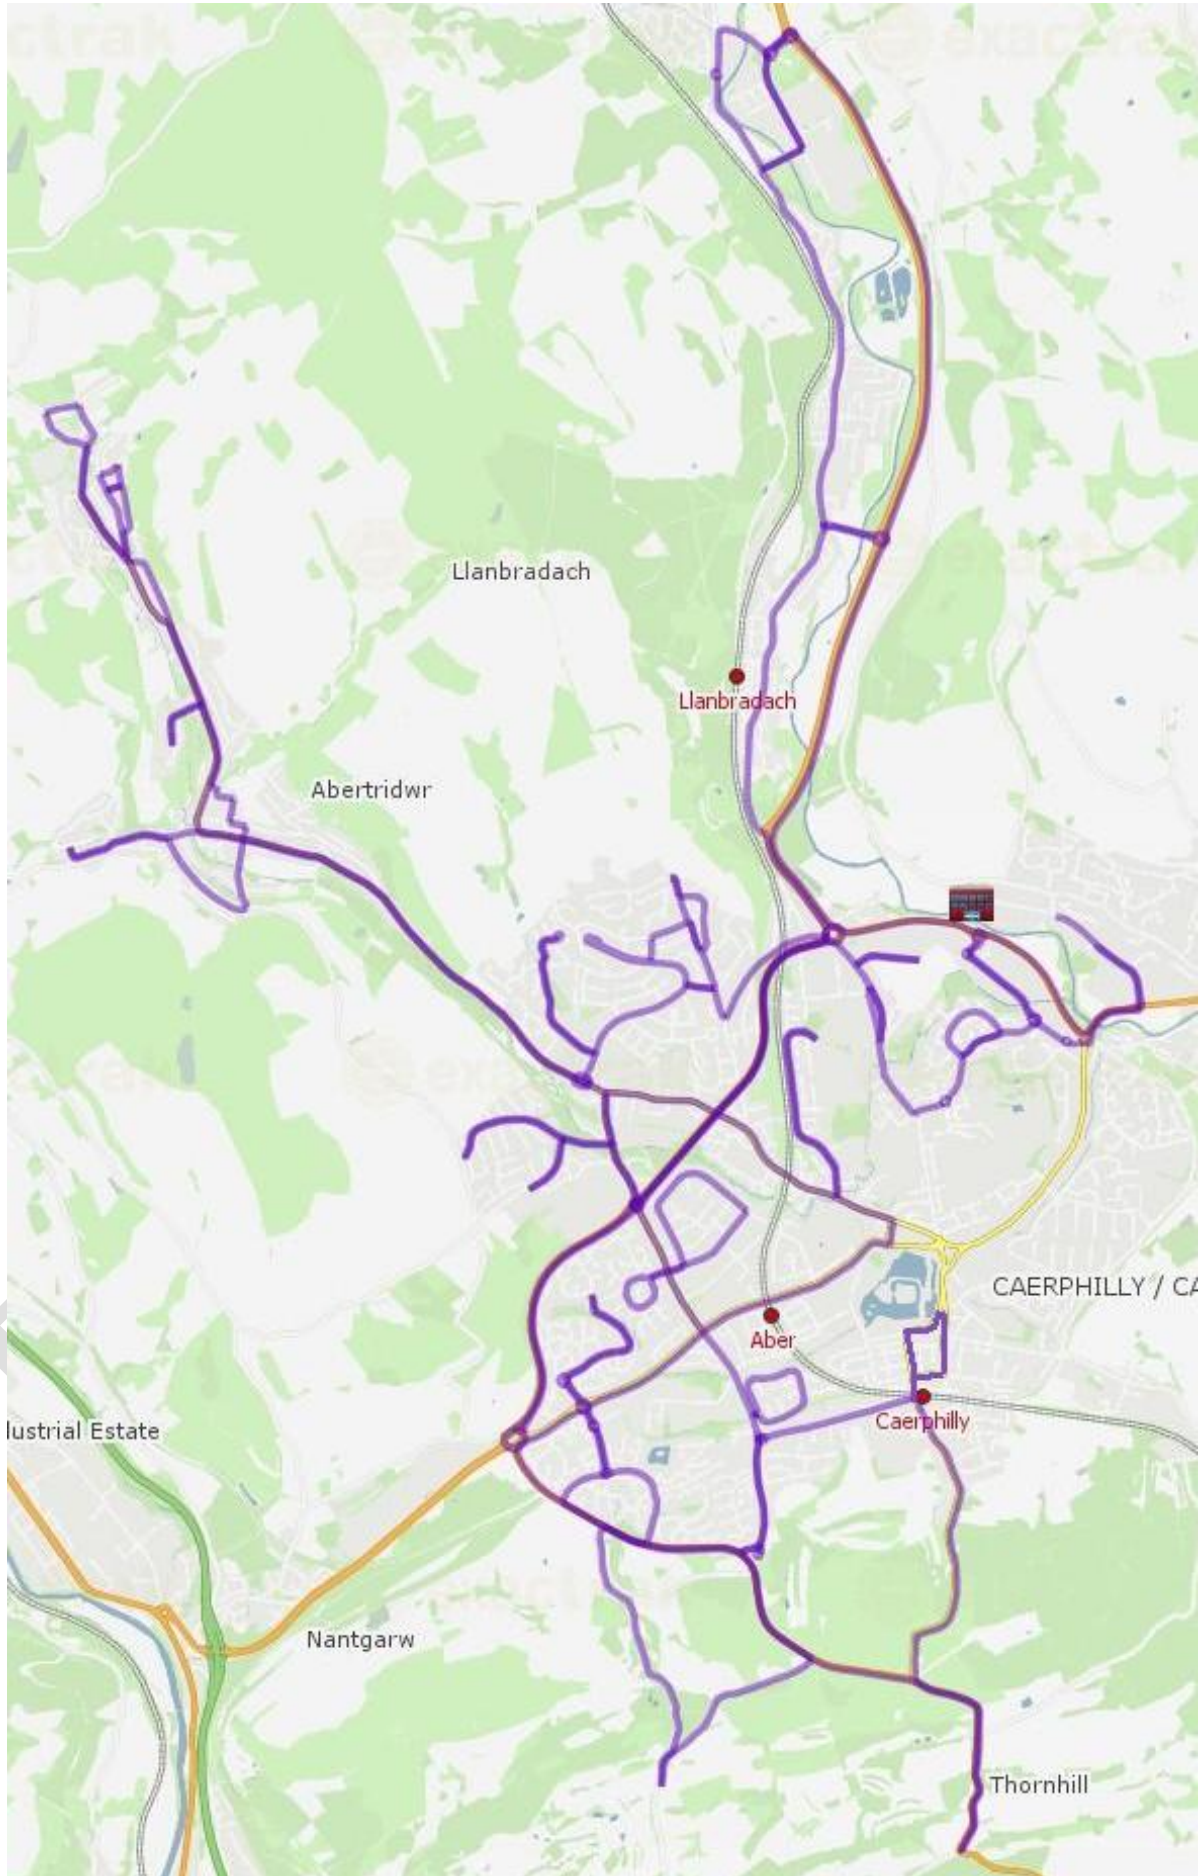 Llanbradach
Llanbradach
Abertridwr
CAERPHILLY / CA
Aber
Caerphilly
lustrial Estate
Nantgarw
Thornhill